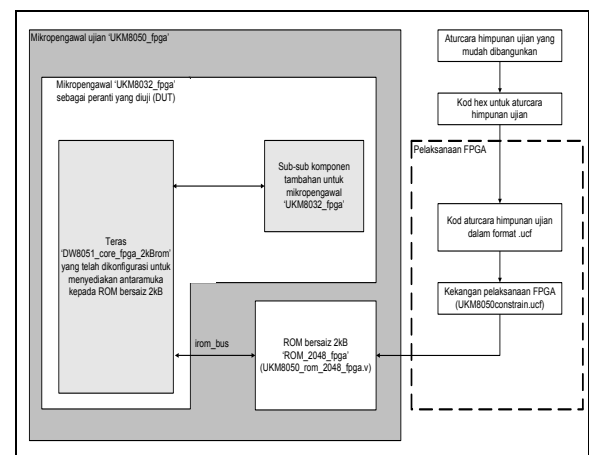 Mikropengawal ujian 'UKM8050_fpga'
Mikropengawal 'UKM8032_fpga'
sebagai peranti yang diuji (DUT)
Teras
'DW8051_core_fpga_2kBrom'
yang telah dikonfigurasi untuk
menyediakan antaramuka
kepada ROM bersaiz 2kB
Sub-sub komponen
tambahan untuk
mikropengawal
'UKM8032_fpga'
irom_bus
ROM bersaiz 2kB
'ROM_2048_fpga'
(UKM8050_rom_2048_fpga.v)
Aturcara himpunan ujian yang
mudah dibangunkan
Kod hex untuk aturcara
himpunan ujian
Pelaksanaan FPGA
Kod aturcara himpunan ujian
dalam format .ucf
Kekangan pelaksanaan FPGA
(UKM8050constrain.ucf)